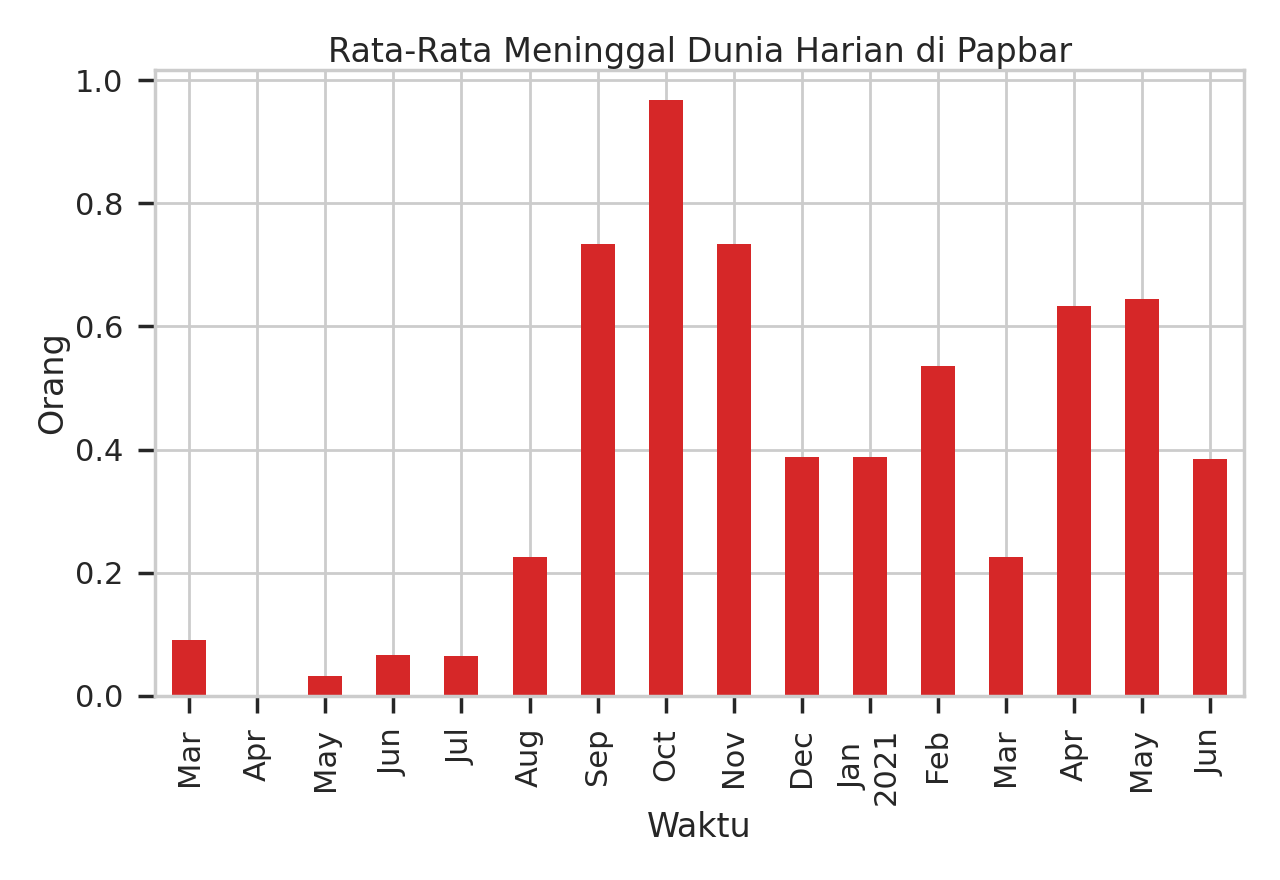 Rata-Rata Meninggal Dunia Harian di Papbar
1.0
0.8
0.6
0.4
0.2
0.0
Orang
Mar
Apr
May
Jun
Jul
Aug
Sep
Oct
Nov
Dec
Jan
2021
Feb
Mar
Apr
May
Jun
Waktu